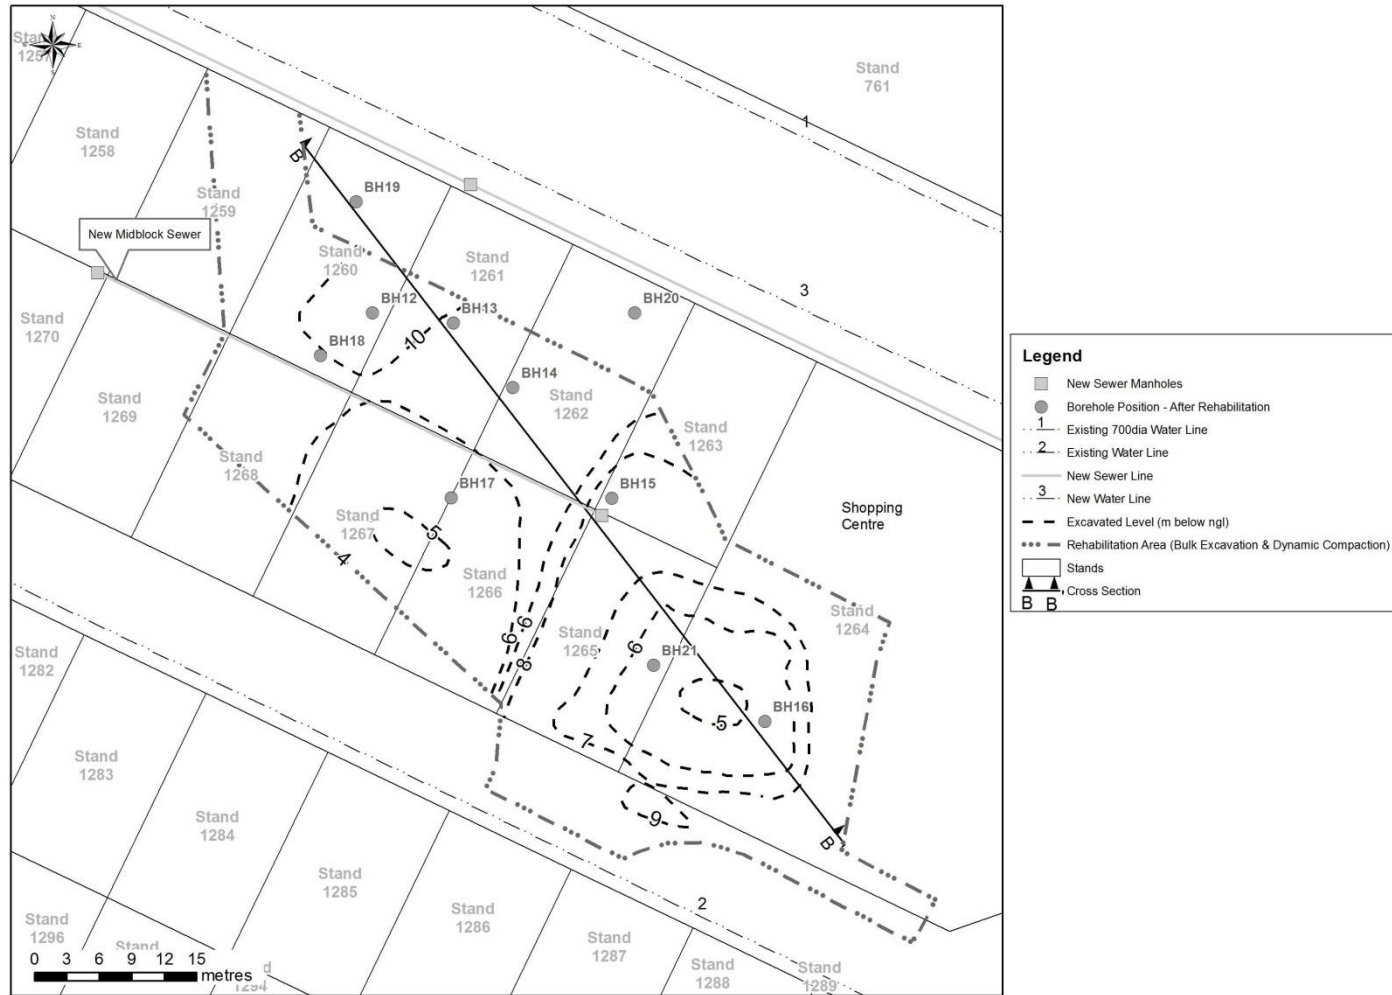 Stand
1257
N
E
S
Stand
761
1
Stand
1258
B
BH19
Stand
1259
New Midblock Sewer
Stand
1260
Stand
1261
3
BH12
BH13
BH20
Stand
1270
10
BH18
BH14
Stand
1262
Stand
1269
Stand
1263
Stand
1268
BH17
BH15
Shopping
Centre
Stand
1267
5
4
Stand
1266
Stand
1264
6
6
Stand
1265
6
8
BH21
Stand
1282
5
BH16
7
Stand
1283
9
B
Stand
1284
Stand
1285
2
Stand
1286
Stand
1296
Stand
Stand
1287
Stand
1288
Stand
1289
0 3 6 9 12 15
metres
1294
Legend
New Sewer Manholes
Borehole Position - After Rehabilitation
1
Existing 700dia Water Line
2
Existing Water Line
New Sewer Line
3
New Water Line
Excavated Level (m below ngl)
Rehabilitation Area (Bulk Excavation & Dynamic Compaction)
Stands
Cross Section
B B